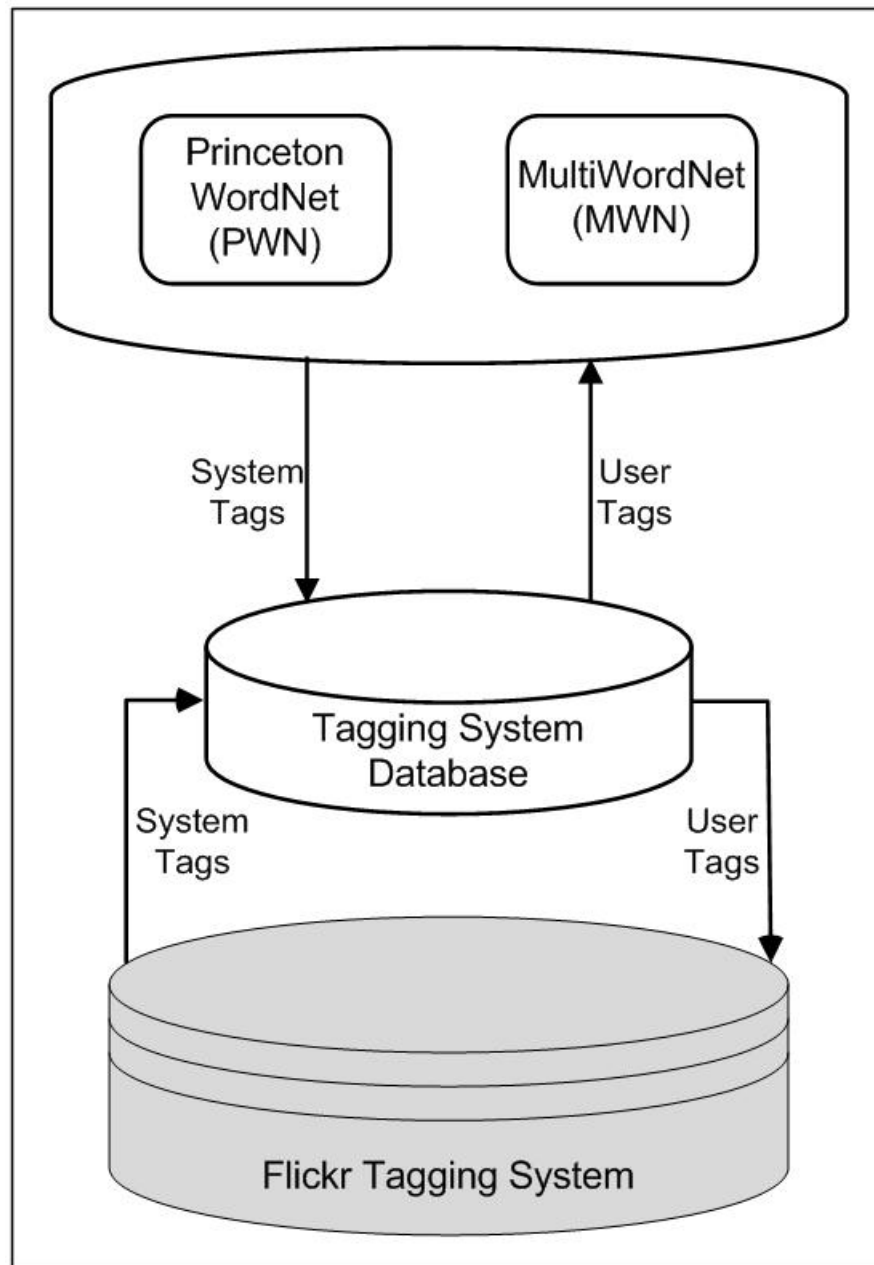 Princeton
WordNet
(PWN)
MultiWordNet
(MWN)
System
Tags
User
Tags
Tagging System
Database
System
Tags
User
Tags
Flickr Tagging System